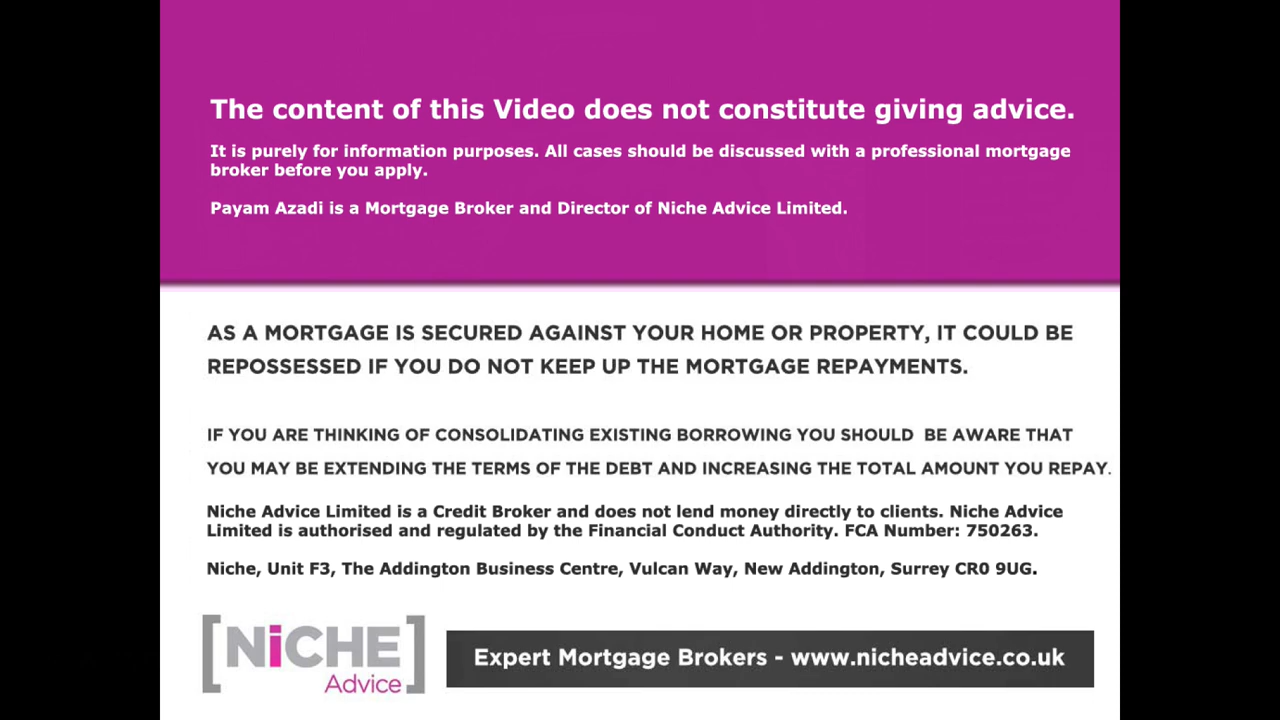 The content of this Video does not constitute giving advice.
It is purely for information purposes. All cases should be discussed with a professional mortgage
broker before you apply.
Payam Azadi is a Mortgage Broker and Director of Niche Advice Limited.
AS A MORTGAGE IS SECURED AGAINST YOUR HOME OR PROPERTY, IT COULD BE
REPOSSESSED IF YOU DO NOT KEEP UP THE MORTGAGE REPAYMENTS.
IF YOU ARE THINKING OF CONSOLIDATING EXISTING BORROWING YOU SHOULD BE AWARE THAT
YOU MAY BE EXTENDING THE TERMS OF THE DEBT AND INCREASING THE TOTAL AMOUNT YOU REPAY.
Niche Advice Limited is a Credit Broker and does not lend money directly to clients. Niche Advice
Limited is authorised and regulated by the Financial Conduct Authority. FCA Number: 750263.
Niche, Unit F3, The Addington Business Centre, Vulcan Way, New Addington, Surrey CR0 9UG.
[NiCHE
Advice]
Expert Mortgage Brokers - www.nicheadvice.co.uk